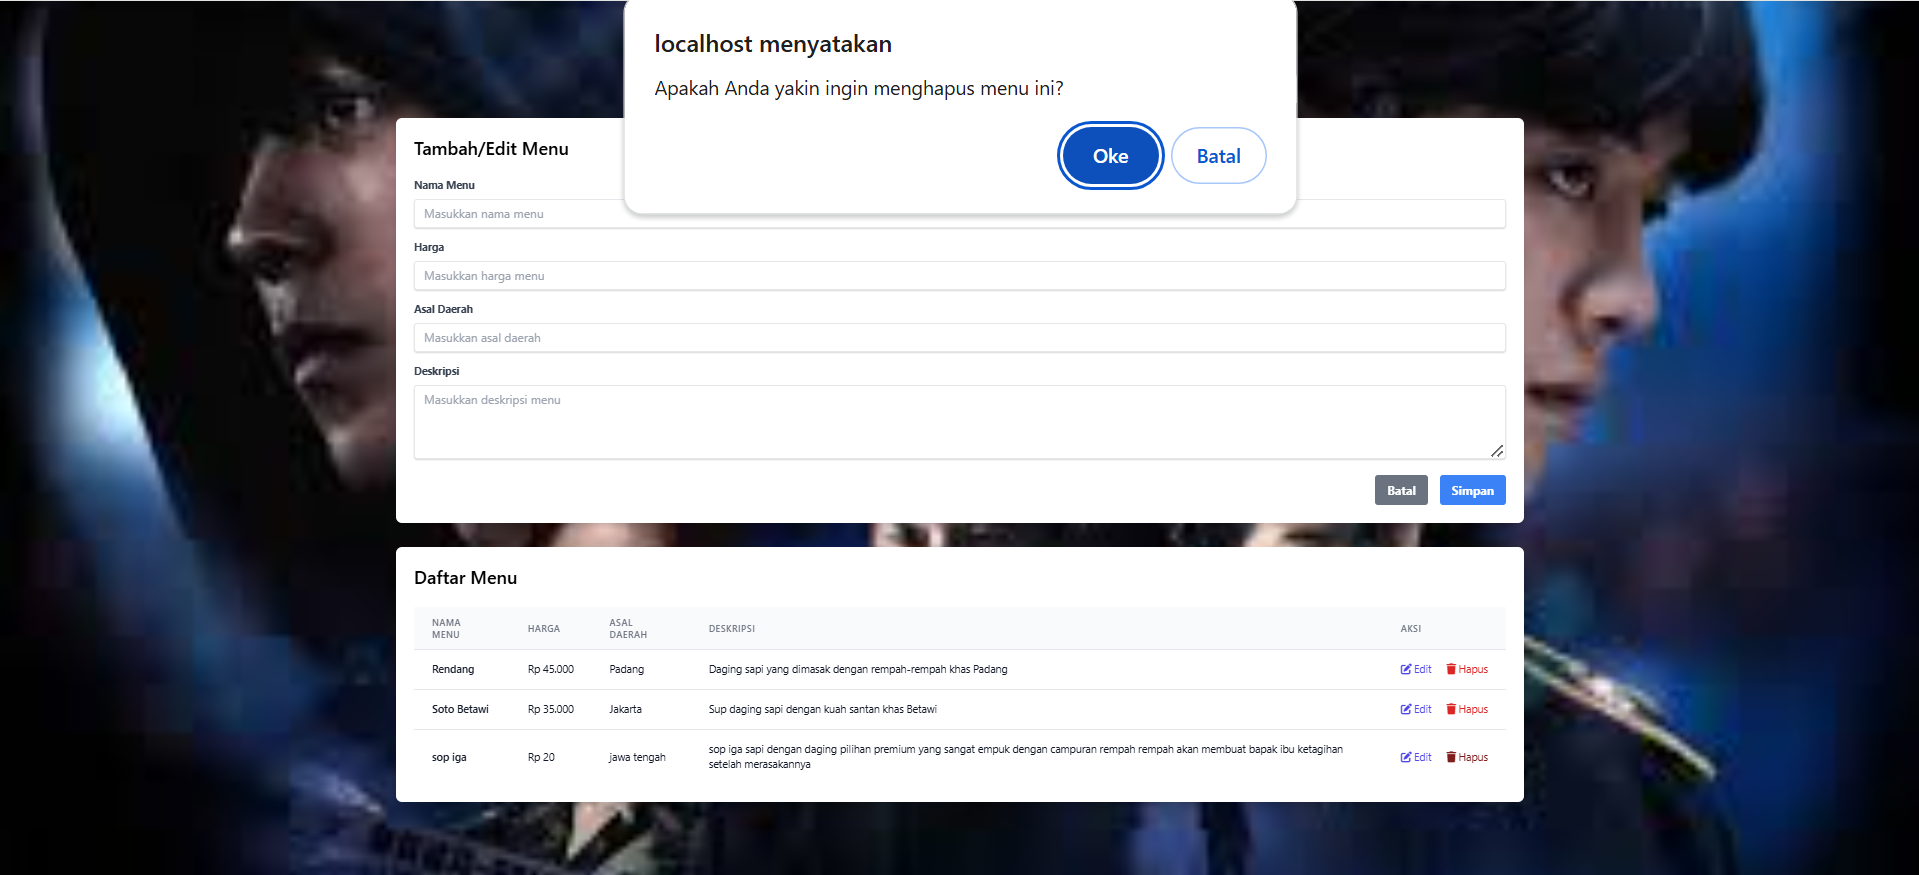 localhost menyatakan
Apakah Anda yakin ingin menghapus menu ini?
Oke Batal
Tambah/Edit Menu
Nama Menu
Masukkan nama menu
Harga
Masukkan harga menu
Asal Daerah
Masukkan asal daerah
Deskripsi
Masukkan deskripsi menu
Batal Simpan
Daftar Menu
NAMA MENU HARGA ASAL DAERAH DESKRIPSI AKSI
Rendang Rp 45.000 Padang Daging sapi yang dimasak dengan rempah-rempah khas Padang Edit Hapus
Soto Betawi Rp 35.000 Jakarta Sup daging sapi dengan kuah santan khas Betawi Edit Hapus
sop iga Rp 20 jawa tengah sop iga sapi dengan daging pilihan premium yang sangat empuk dengan campuran rempah rempah akan membuat bapak ibu ketagihan
setelah merasakannya Edit Hapus